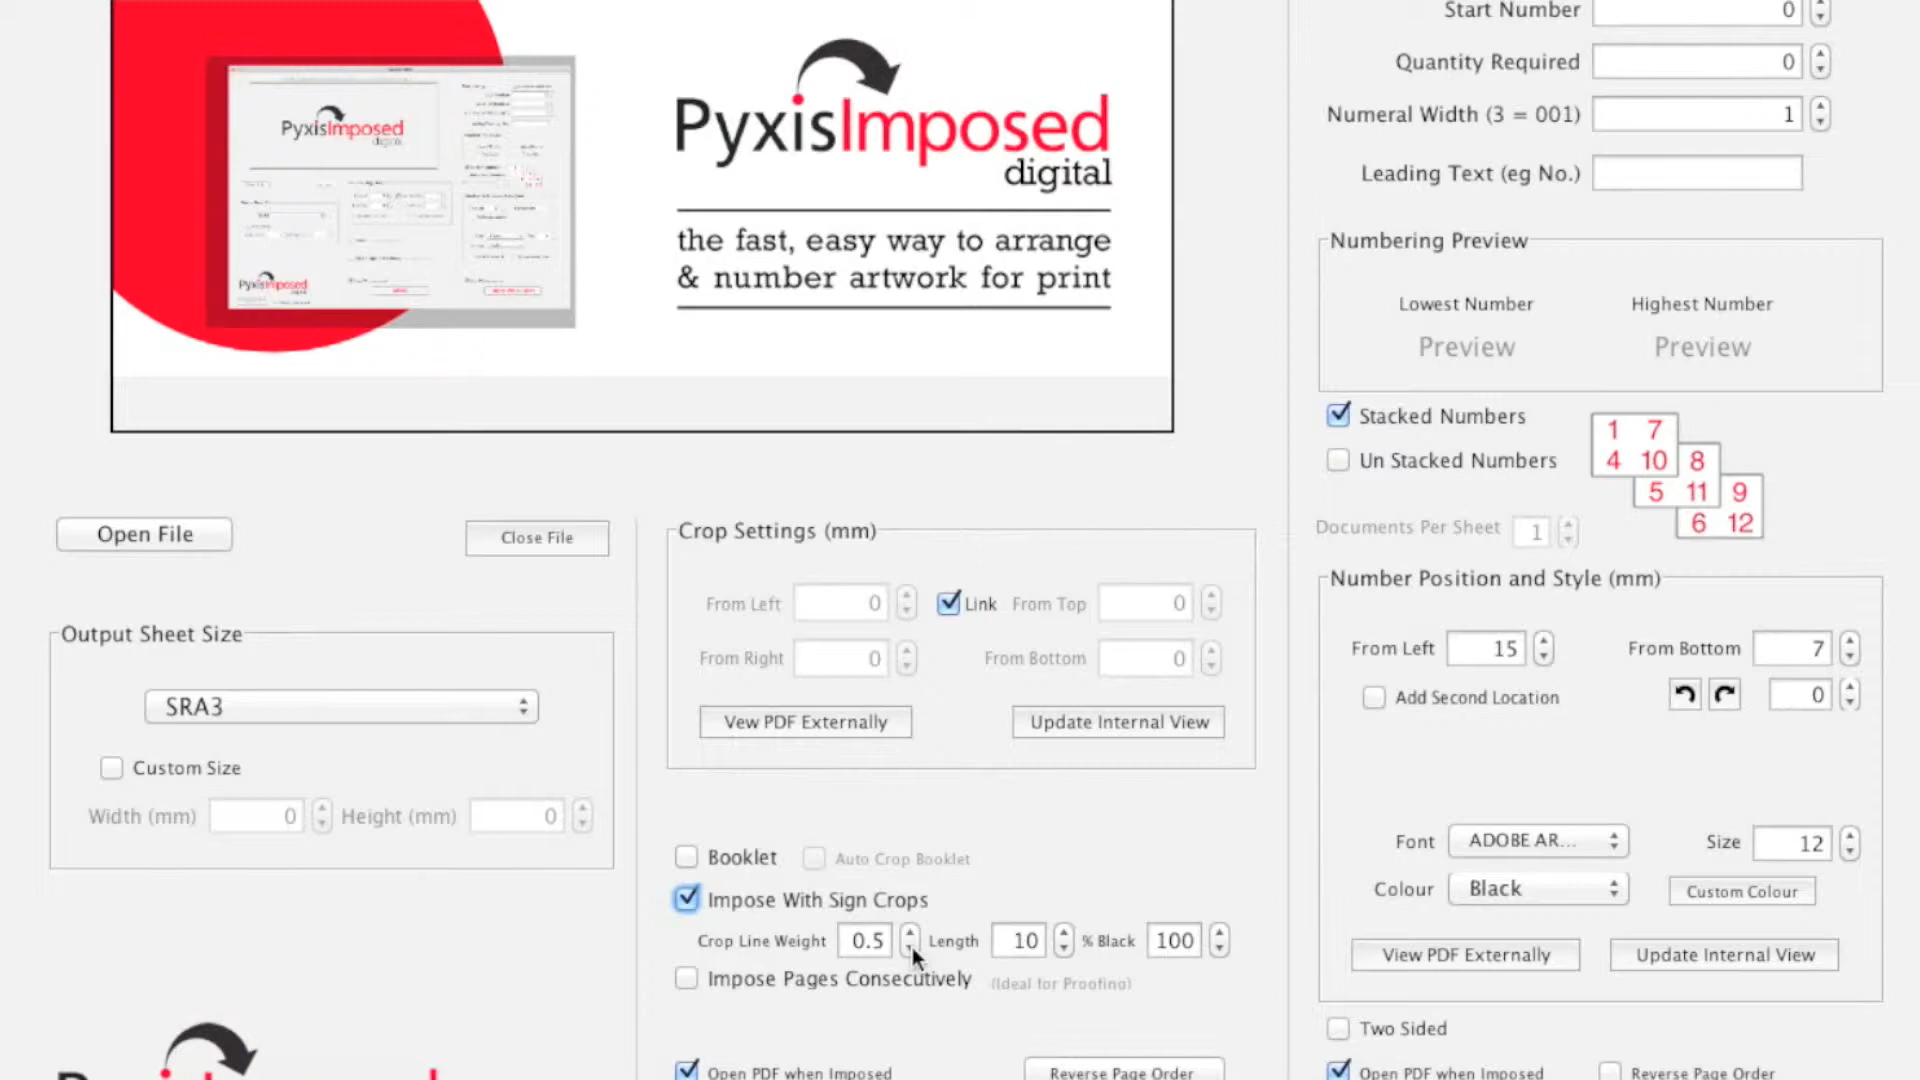 PyxisImposed
digital
PyxisImposed
digital
the fast, easy way to arrange
& number artwork for print
Start Number 0
Quantity Required 0
Numeral Width (3 = 001) 1
Leading Text (eg No.)
Numbering Preview
Lowest Number Highest Number
Preview Preview
Stacked Numbers
Un Stacked Numbers
1 7
4 10 8
5 11 9
6 12
Documents Per Sheet 1
Open File Close File
Output Sheet Size
SRA3
Custom Size
Width (mm) 0 Height (mm) 0
PyxisImposed
Crop Settings (mm)
From Left 0 Link From Top 0
From Right 0 From Bottom 0
Vew PDF Externally Update Internal View
Booklet Auto Crop Booklet
Impose With Sign Crops
Crop Line Weight 0.5 Length 10 % Black 100
Impose Pages Consecutively (Ideal for Proofing)
Open PDF when Imposed Reverse Page Order
Number Position and Style (mm)
From Left 15 From Bottom 7
Add Second Location 0
Font ADOBE AR... Size 12
Colour Black Custom Colour
View PDF Externally Update Internal View
Two Sided
Open PDF when Imposed Reverse Page Order